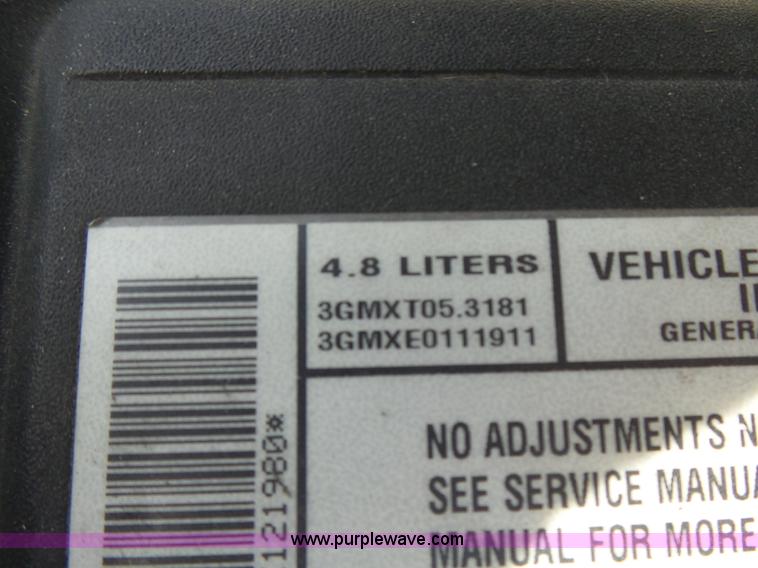 4.8 LITERS
3GMXT05.3181
3GMXE0111911
VEHICLE
GENERA
NO ADJUSTMENTS N
SEE SERVICE MANUA
MANUAL FOR MORE
121980*
www.purplewave.com